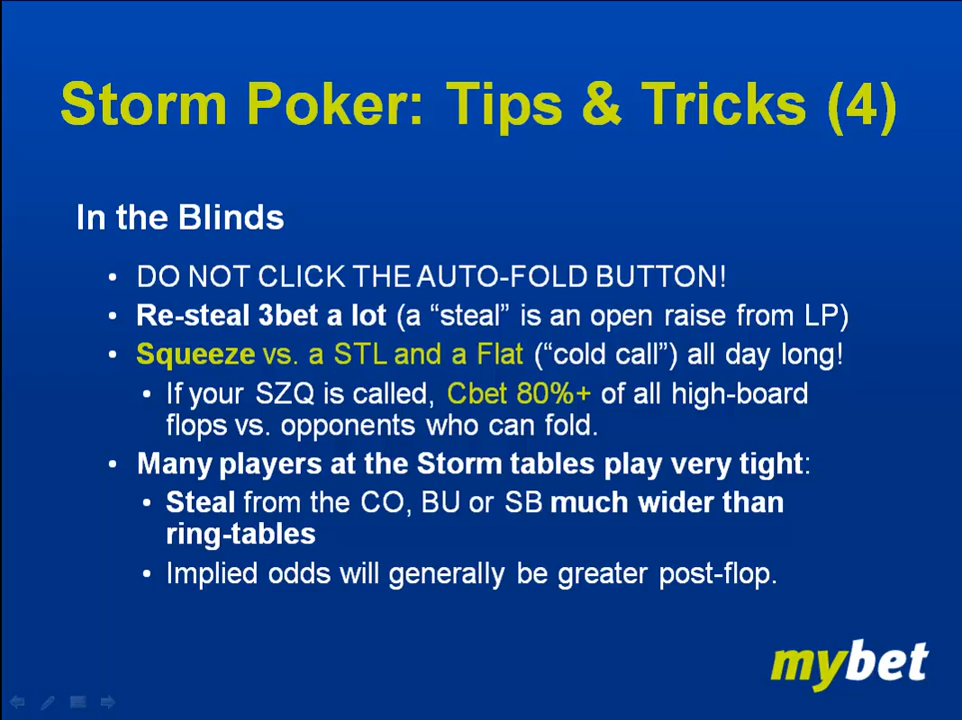 Storm Poker: Tips & Tricks (4)
In the Blinds
• DO NOT CLICK THE AUTO-FOLD BUTTON!
• Re-steal 3bet a lot (a “steal” is an open raise from LP)
• Squeeze vs. a STL and a Flat (“cold call”) all day long!
• If your SZQ is called, Cbet 80%+ of all high-board
flops vs. opponents who can fold.
• Many players at the Storm tables play very tight:
• Steal from the CO, BU or SB much wider than
ring-tables
• Implied odds will generally be greater post-flop.
mybet